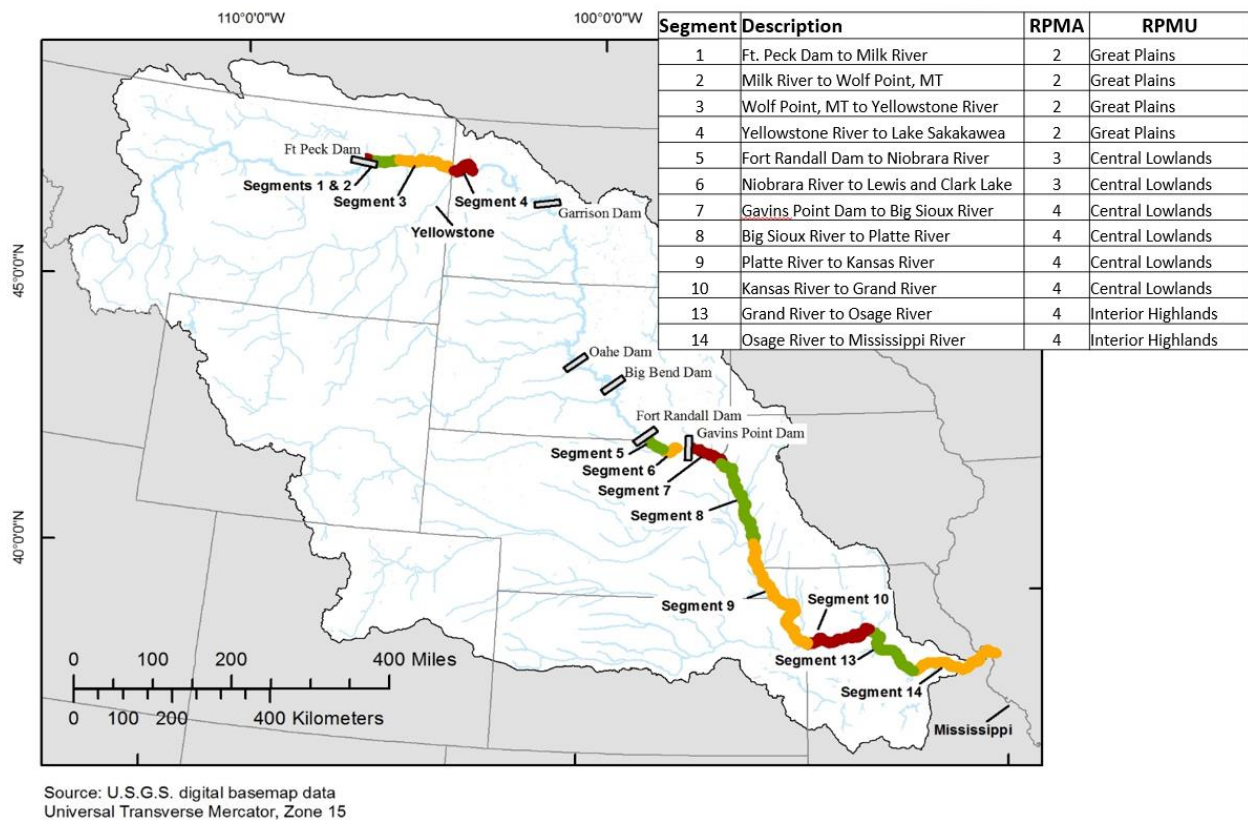 110°0'0"W
100°0'0"W
Segment Description RPMA RPMU
1 Ft. Peck Dam to Milk River 2 Great Plains
2 Milk River to Wolf Point, MT 2 Great Plains
3 Wolf Point, MT to Yellowstone River 2 Great Plains
4 Yellowstone River to Lake Sakakawea 2 Great Plains
5 Fort Randall Dam to Niobrara River 3 Central Lowlands
6 Niobrara River to Lewis and Clark Lake 3 Central Lowlands
7 Gavins Point Dam to Big Sioux River 4 Central Lowlands
8 Big Sioux River to Platte River 4 Central Lowlands
9 Platte River to Kansas River 4 Central Lowlands
10 Kansas River to Grand River 4 Central Lowlands
13 Grand River to Osage River 4 Interior Highlands
14 Osage River to Mississippi River 4 Interior Highlands
Ft Peck Dam
Segments 1 & 2
Segment 3
Segment 4
Garrison Dam
Yellowstone
45°0'0"N
Oahe Dam
Big Bend Dam
Fort Randall Dam
Gavins Point Dam
Segment 5
Segment 6
Segment 7
Segment 8
40°0'0"N
Segment 9
Segment 10
Segment 13
Segment 14
Mississippi
0 100 200 400 Miles
0 100 200 400 Kilometers
Source: U.S.G.S. digital basemap data
Universal Transverse Mercator, Zone 15